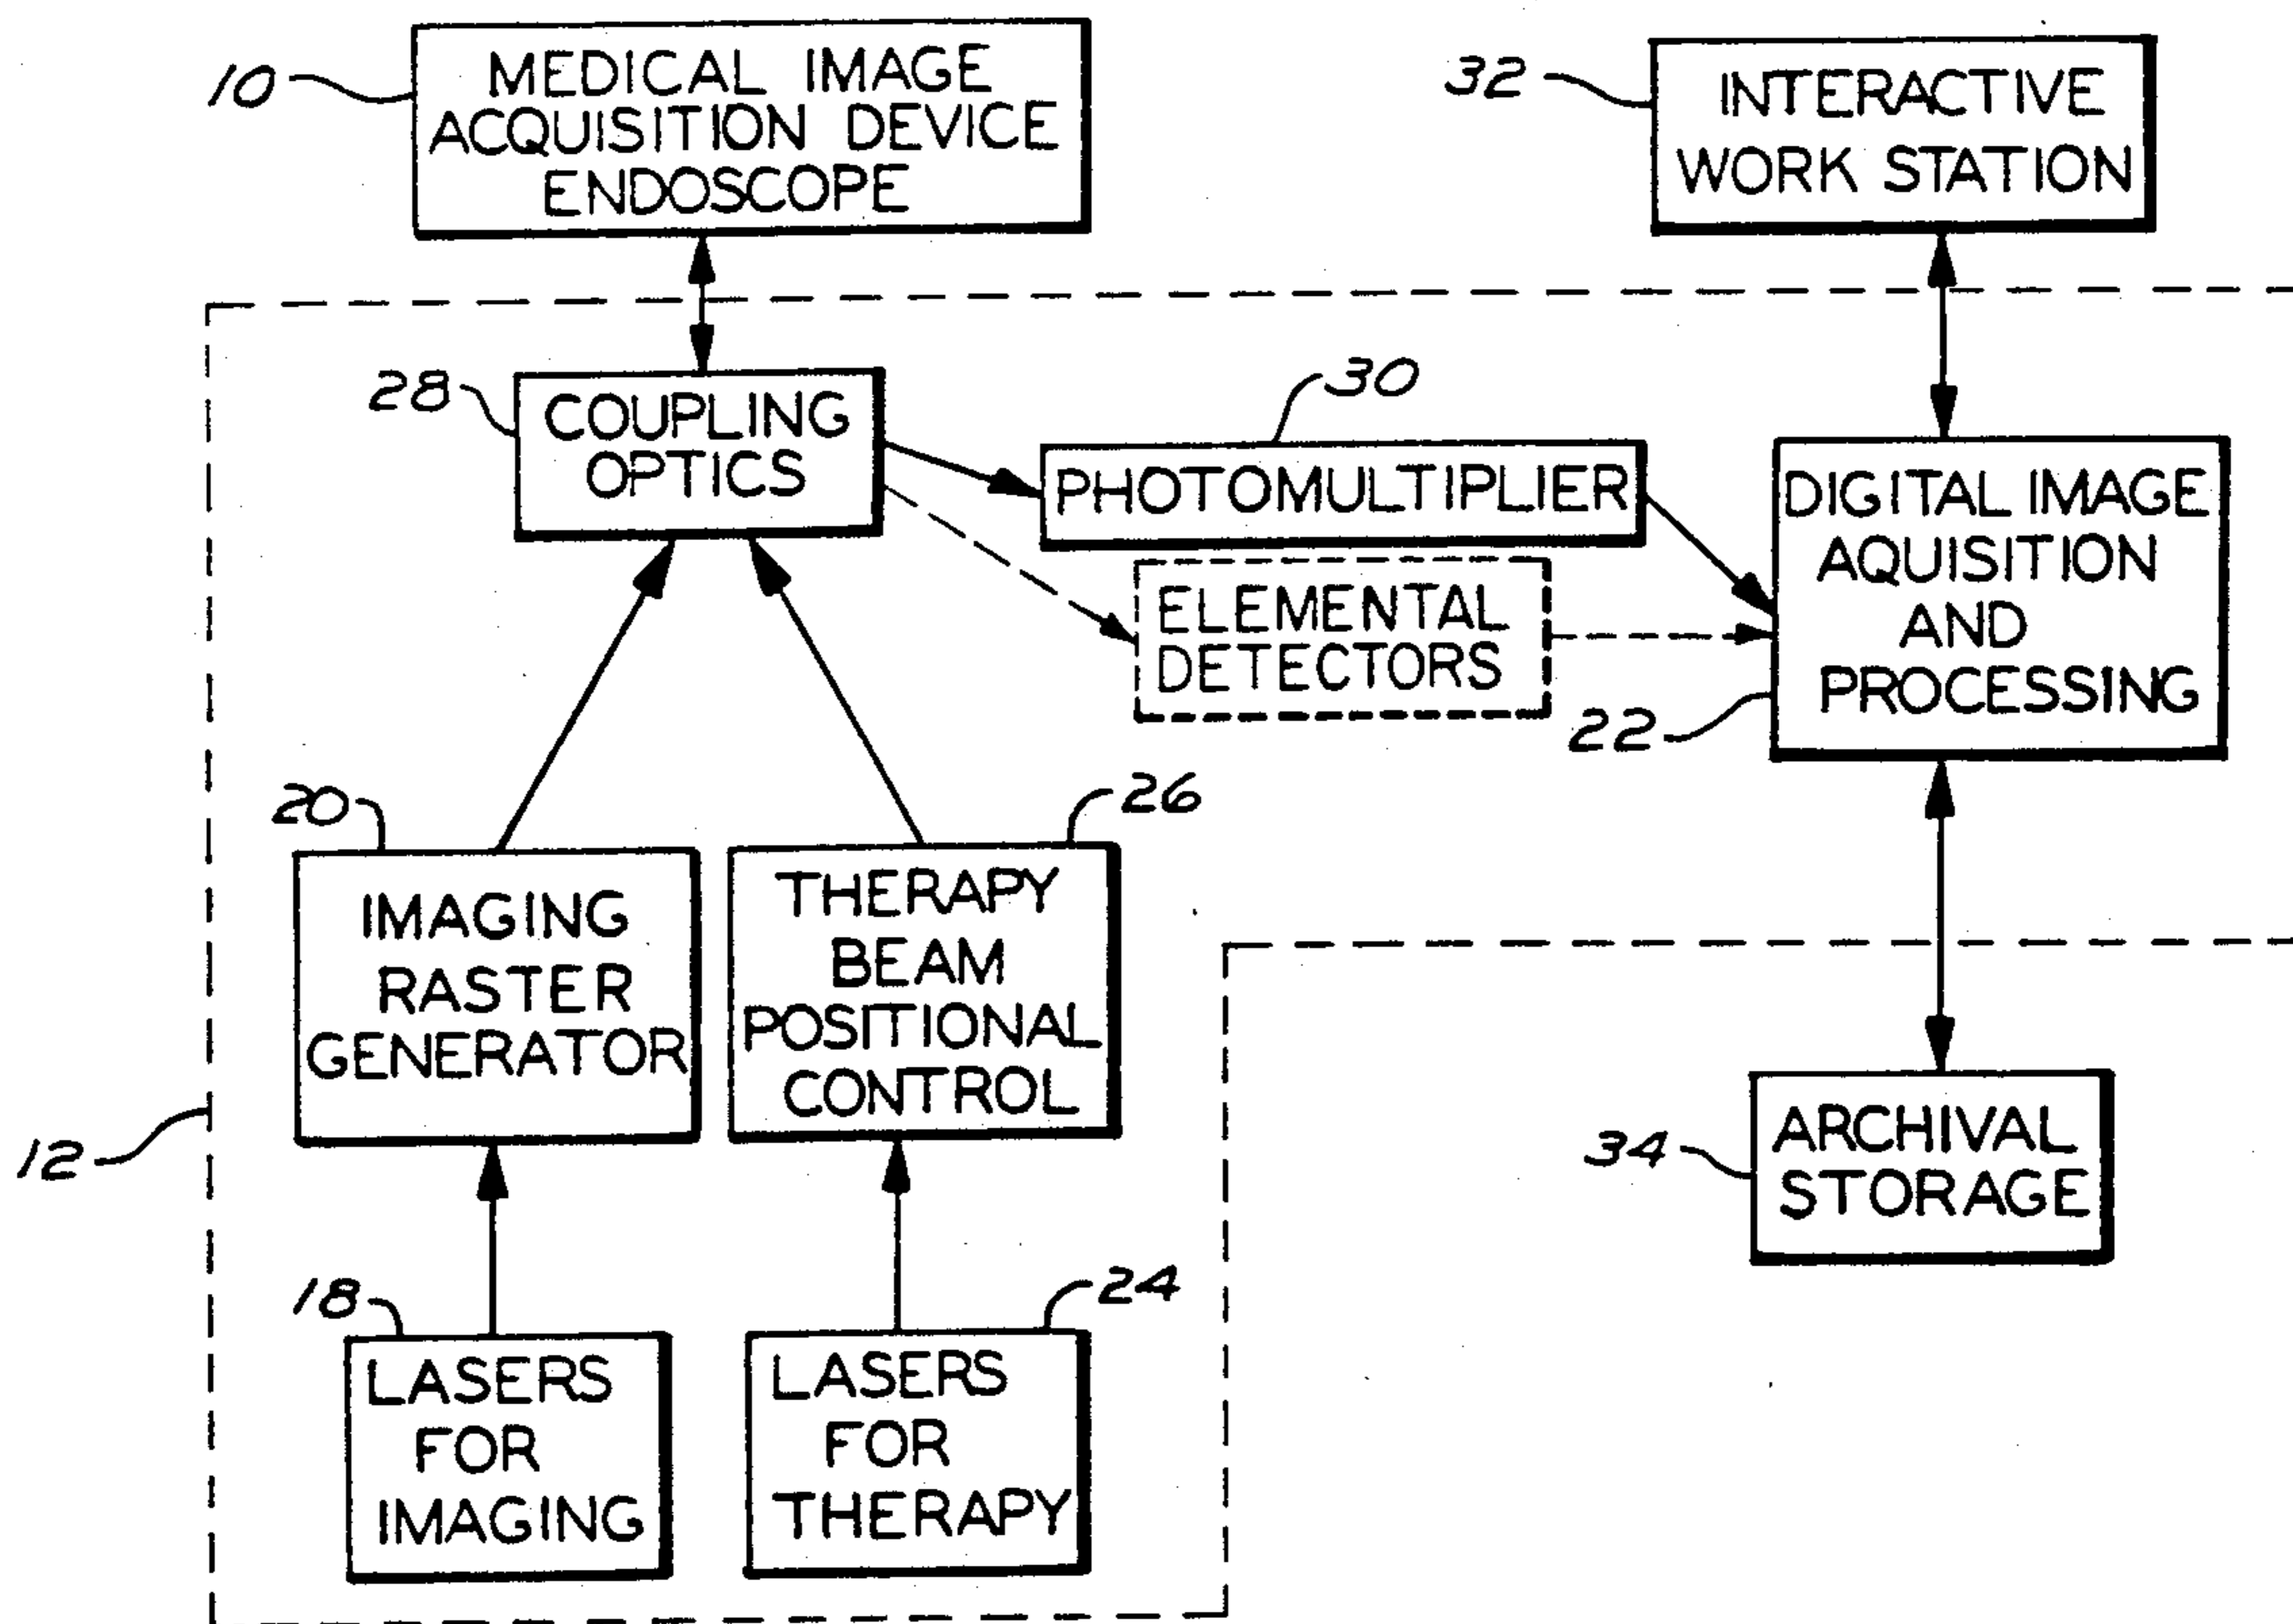 10
MEDICAL IMAGE
ACQUISITION DEVICE
ENDOSCOPE
32
INTERACTIVE
WORK STATION
28
COUPLING
OPTICS
30
PHOTOMULTIPLIER
ELEMENTAL
DETECTORS
DIGITAL IMAGE
AQUISITION
AND
PROCESSING
22
20
IMAGING
RASTER
GENERATOR
26
THERAPY
BEAM
POSITIONAL
CONTROL
12
34
ARCHIVAL
STORAGE
18
LASERS
FOR
IMAGING
24
LASERS
FOR
THERAPY